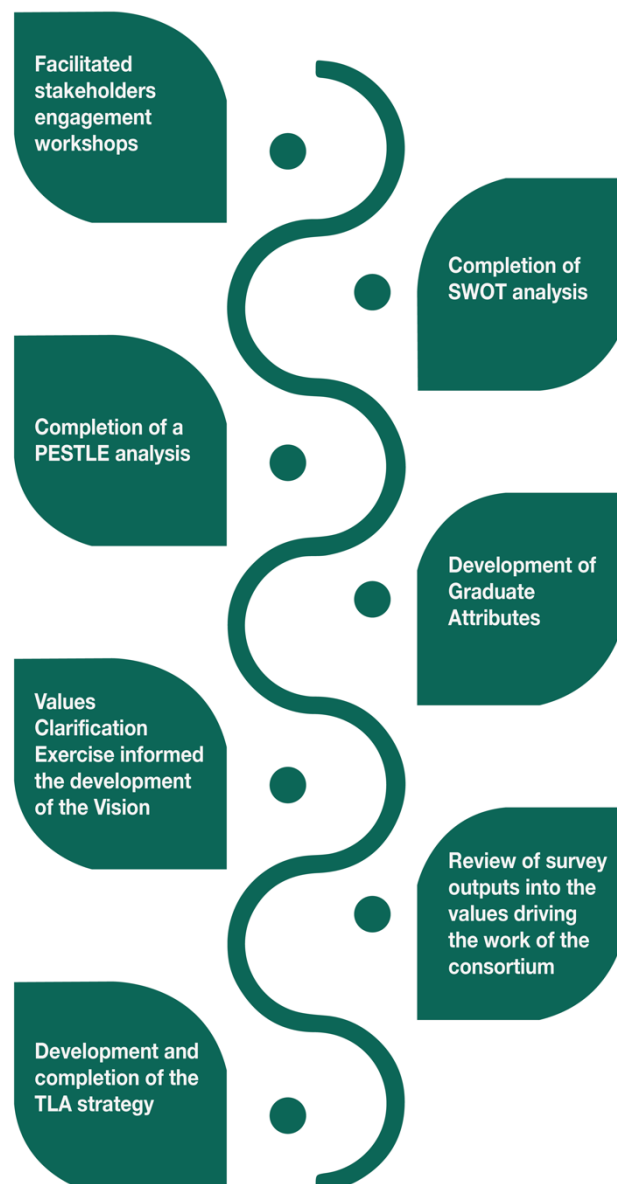 Facilitated
stakeholders
engagement
workshops
Completion of
SWOT analysis
Completion of a
PESTLE analysis
Development of
Graduate
Attributes
Values
Clarification
Exercise informed
the development
of the Vision
Review of survey
outputs into the
values driving
the work of the
consortium
Development and
completion of the
TLA strategy